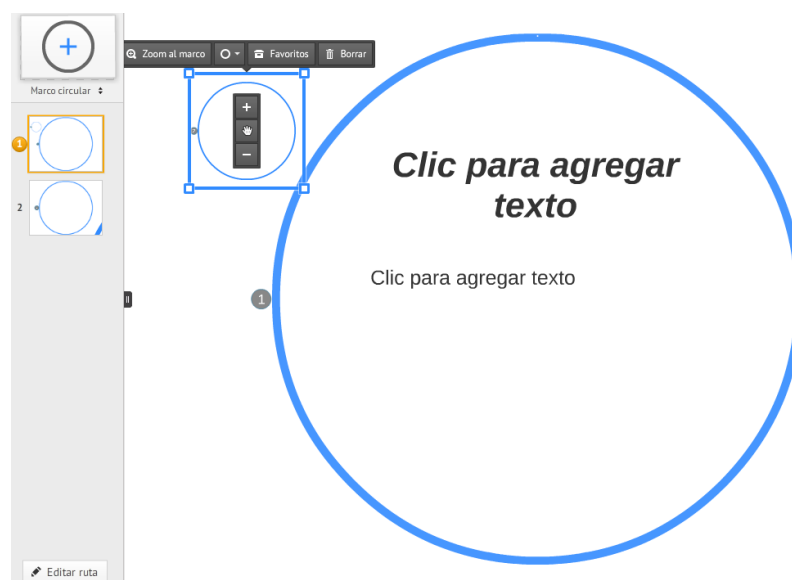 Zoom al marco
Favoritos
Borrar
Marco circular
1
2
Clic para agregar
texto
Clic para agregar texto
1
Editar ruta